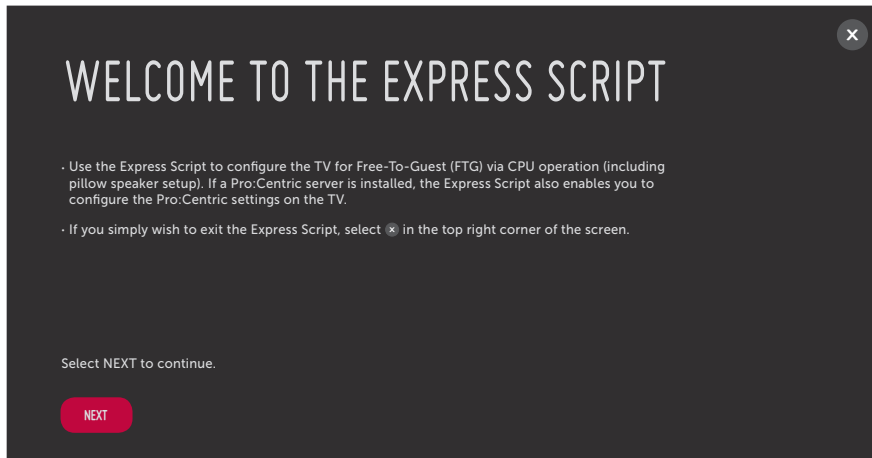 WELCOME TO THE EXPRESS SCRIPT
· Use the Express Script to configure the TV for Free-To-Guest (FTG) via CPU operation (including
pillow speaker setup). If a Pro:Centric server is installed, the Express Script also enables you to
configure the Pro:Centric settings on the TV.
· If you simply wish to exit the Express Script, select x in the top right corner of the screen.
Select NEXT to continue.
NEXT